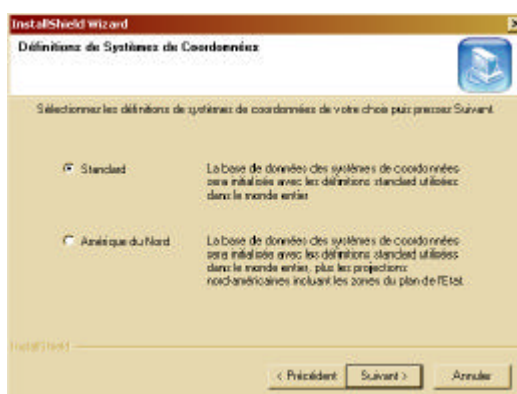 InstallShield Wizard
Définitions de Systèmes de Coordonnées
Sélectionnez les définitions de systèmes de coordonnées de votre choix puis pressez Suivant
Standard
La base de données des systèmes de coordonnées
sera initialisée avec les définitions standard utilisées
dans le monde entier
Amérique du Nord
La base de données des systèmes de coordonnées
sera initialisée avec les définitions standard utilisées
dans le monde entier, plus les projections
nord-américaines incluant les zones du plan de l'Etat
InstallShield
< Précédent
Suivant >
Annuler